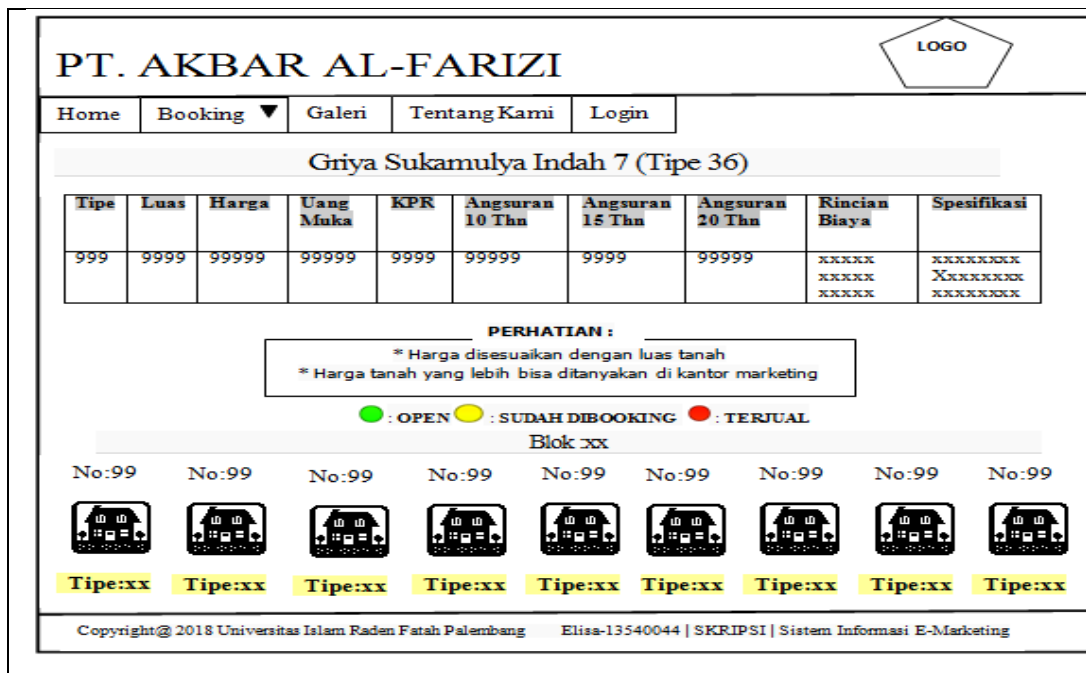 LOGO
PT. AKBAR AL-FARIZI
Home Booking ▼ Galeri Tentang Kami Login
Griya Sukamulya Indah 7 (Tipe 36)
Tipe Luas Harga Uang Muka KPR Angsuran 10 Thn Angsuran 15 Thn Angsuran 20 Thn Rincian Biaya Spesifikasi
999 9999 99999 99999 9999 99999 9999 99999 xxxxx xxxxxxxx
xxxxx Xxxxxxxx
xxxxx xxxxxxxx
PERHATIAN :
* Harga disesuaikan dengan luas tanah
* Harga tanah yang lebih bisa ditanyakan di kantor marketing
: OPEN : SUDAH DIBOOKING : TERJUAL
Blok :xx
No:99 No:99 No:99 No:99 No:99 No:99 No:99 No:99 No:99
Tipe:xx Tipe:xx Tipe:xx Tipe:xx Tipe:xx Tipe:xx Tipe:xx Tipe:xx Tipe:xx
Copyright@ 2018 Universitas Islam Raden Fatah Palembang Elisa-13540044 | SKRIPSI | Sistem Informasi E-Marketing